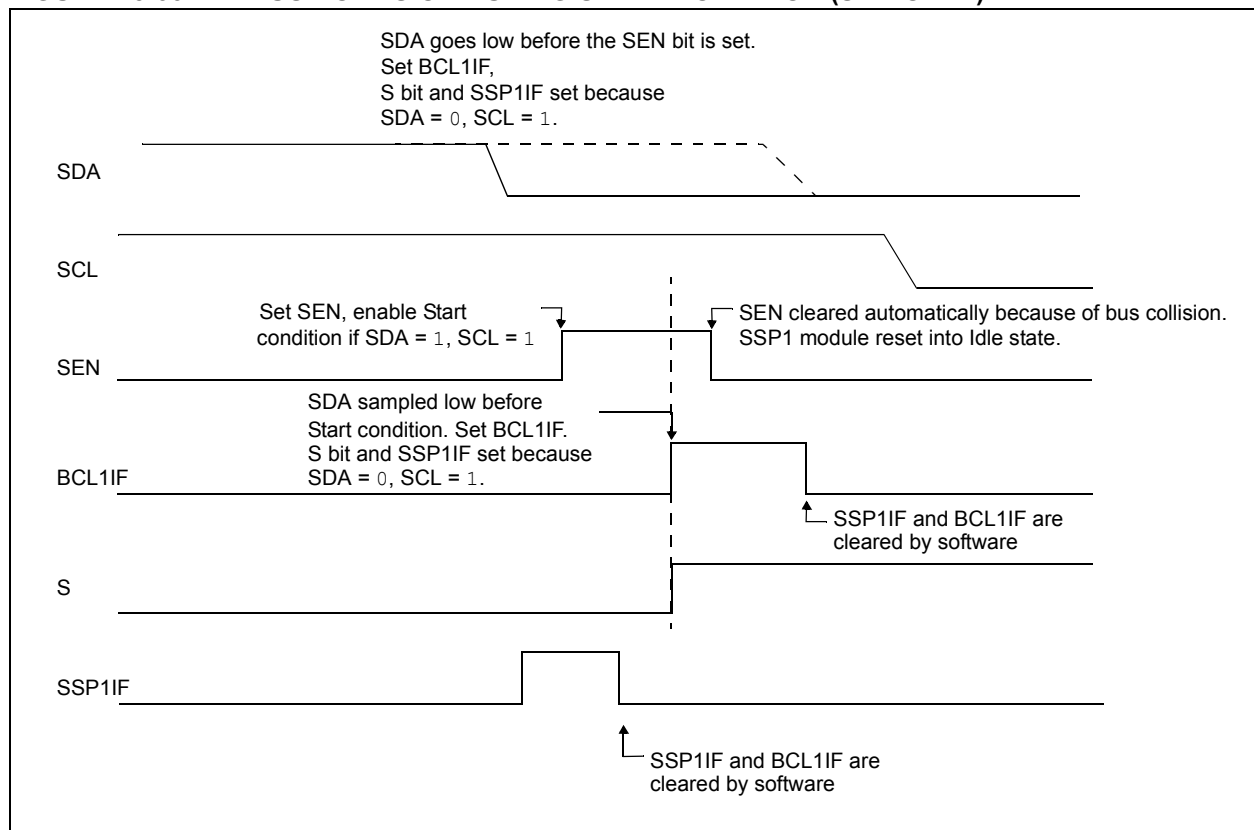 SDA goes low before the SEN bit is set.
Set BCL1IF,
S bit and SSP1IF set because
SDA = 0, SCL = 1.
SDA
SCL
Set SEN, enable Start
condition if SDA = 1, SCL = 1
SEN cleared automatically because of bus collision.
SSP1 module reset into Idle state.
SEN
SDA sampled low before
Start condition. Set BCL1IF.
S bit and SSP1IF set because
SDA = 0, SCL = 1.
BCL1IF
SSP1IF and BCL1IF are
cleared by software
S
SSP1IF
SSP1IF and BCL1IF are
cleared by software